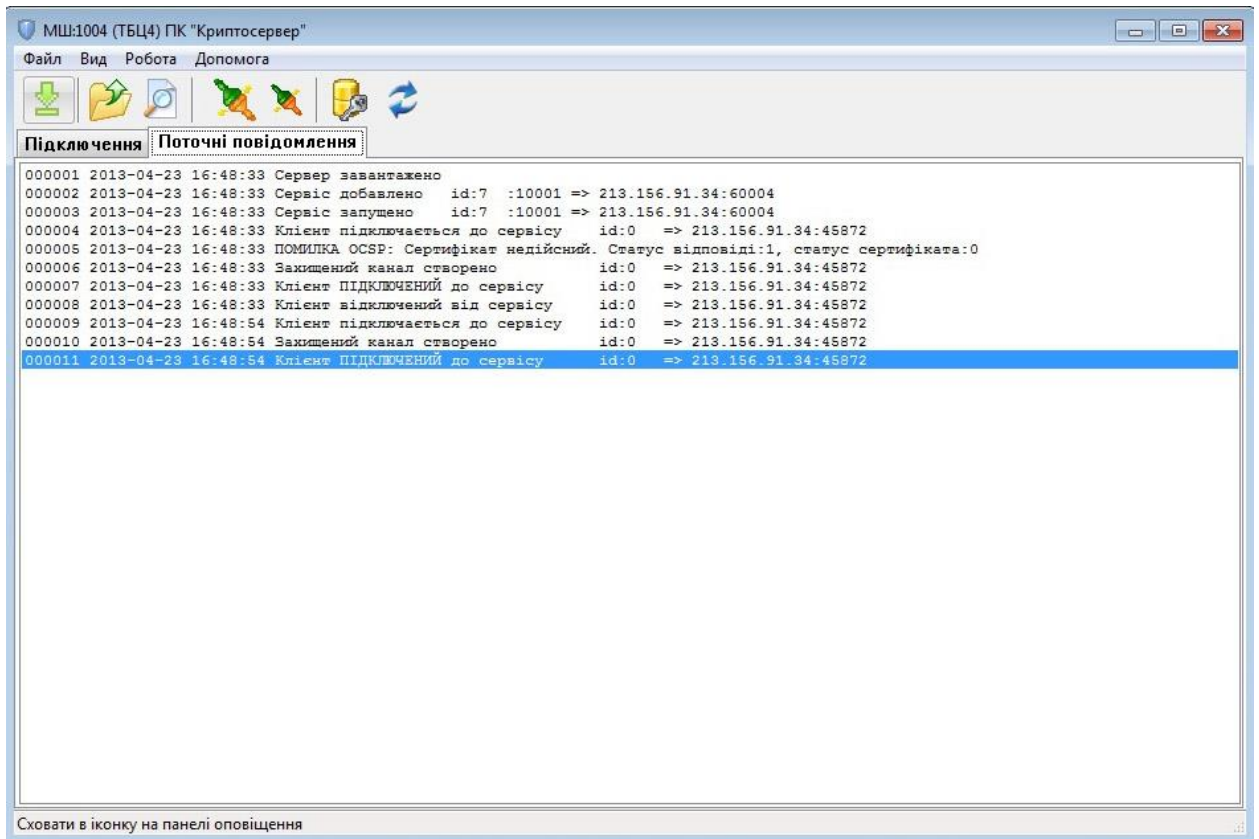 МШ:1004 (ТБЦ4) ПК "Криптосервер"
Файл Вид Робота Допомога
Підключення Поточні повідомлення
000001 2013-04-23 16:48:33 Сервер завантажено
000002 2013-04-23 16:48:33 Сервіс добавлено id:7 :10001 => 213.156.91.34:60004
000003 2013-04-23 16:48:33 Сервіс запущено id:7 :10001 => 213.156.91.34:60004
000004 2013-04-23 16:48:33 Клієнт підключається до сервісу id:0 => 213.156.91.34:45872
000005 2013-04-23 16:48:33 ПОМИЛКА OCSP: Сертифікат недійсний. Статус відповіді:1, статус сертифіката:0
000006 2013-04-23 16:48:33 Захищений канал створено id:0 => 213.156.91.34:45872
000007 2013-04-23 16:48:33 Клієнт ПІДКЛЮЧЕНИЙ до сервісу id:0 => 213.156.91.34:45872
000008 2013-04-23 16:48:33 Клієнт відключений від сервісу id:0 => 213.156.91.34:45872
000009 2013-04-23 16:48:54 Клієнт підключається до сервісу id:0 => 213.156.91.34:45872
000010 2013-04-23 16:48:54 Захищений канал створено id:0 => 213.156.91.34:45872
000011 2013-04-23 16:48:54 Клієнт ПІДКЛЮЧЕНИЙ до сервісу id:0 => 213.156.91.34:45872
Сховати в іконку на панелі оповіщення